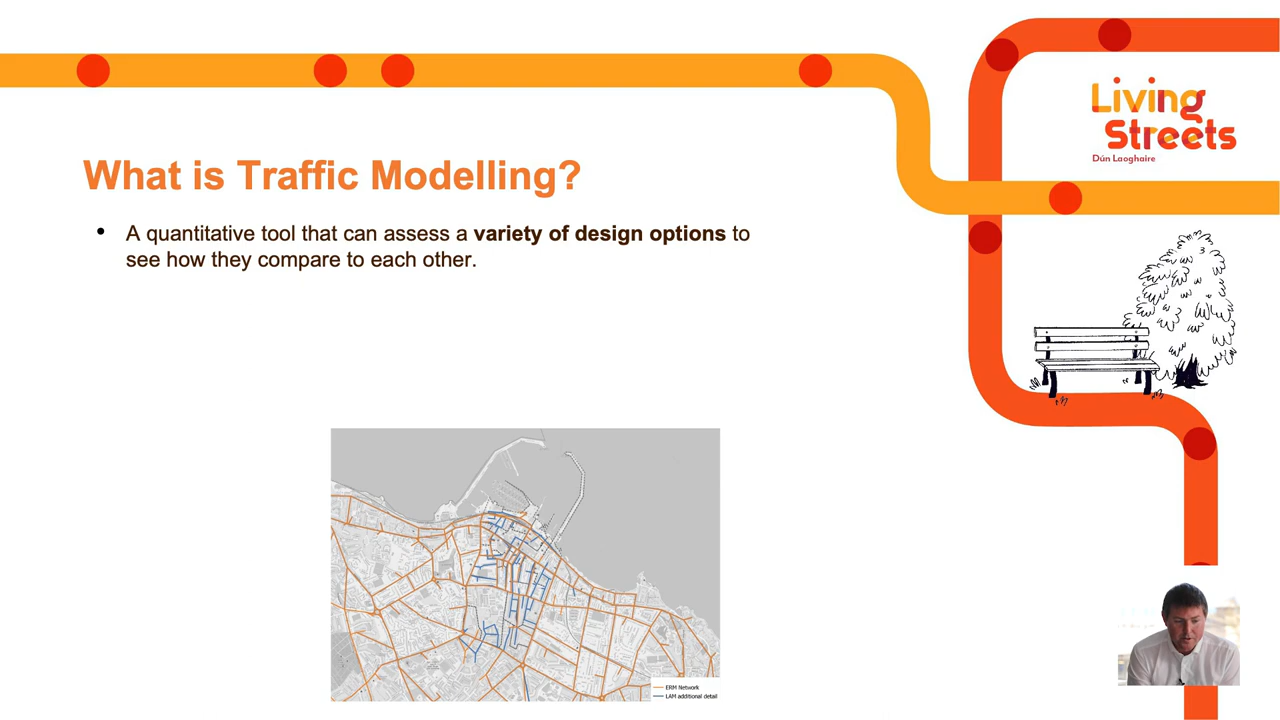 Living
Streets
Dún Laoghaire
What is Traffic Modelling?
• A quantitative tool that can assess a variety of design options to
see how they compare to each other.
ERM Network
LAM additional detail